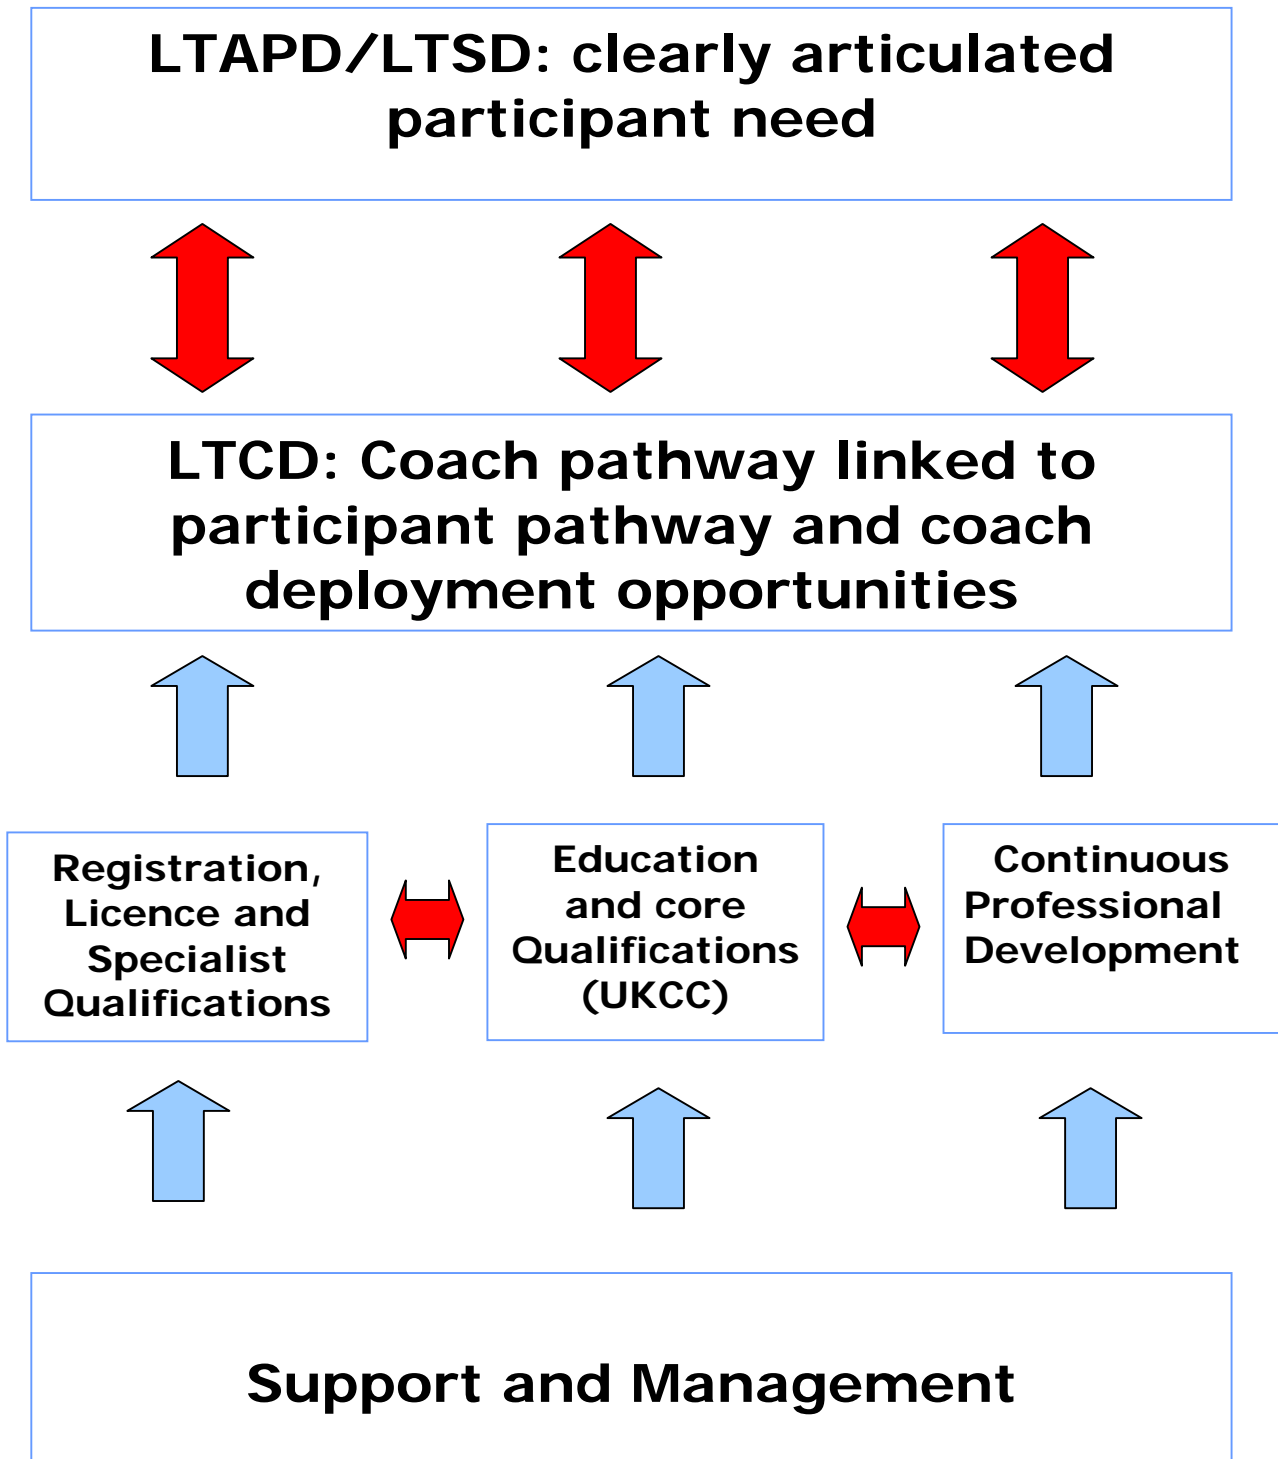 LTAPD/LTSD: clearly articulated
participant need
LTCD: Coach pathway linked to
participant pathway and coach
deployment opportunities
Registration,
Licence and
Specialist
Qualifications
Education
and core
Qualifications
(UKCC)
Continuous
Professional
Development
Support and Management